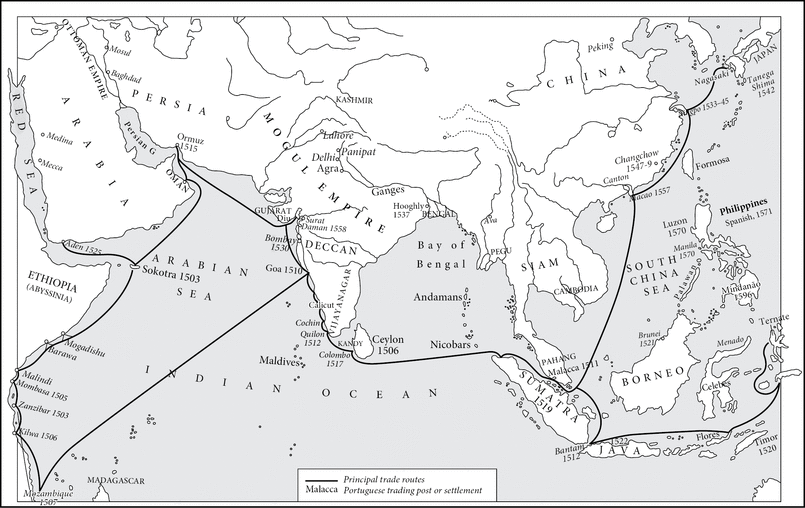 OTTOMAN EMPIRE
Mosul
Baghdad
PERSIA
KASHMIR
Peking
CHINA
JAPAN
Nagasaki
Tanega
Shima
1542
1533–45
RED SEA
ARABIA
Medina
Mecca
Persian G
Ormuz
1515
OMAN
MOGUL EMPIRE
Lahore
Delhi
Panipat
Agra
Ganges
Hooghly
1537
BENGAL
GUJARAT
Diu
Surat
Daman 1558
Bombay
1530
DECCAN
Changchow
1547-9
Canton
Macao 1557
Formosa
Philippines
Spanish, 1571
Luzon
1570
Manila
1570
Aden 1525
ARABIAN
SEA
Sokotra 1503
ETHIOPIA
(ABYSSINIA)
Goa 1510
VIJAYANAGAR
Calicut
Cochin
Quilon
1512
KANDY
Colombo
1517
Ceylon
1506
Bay of
Bengal
Andamans
Nicobars
Ava
PEGU
SIAM
CAMBODIA
SOUTH
CHINA
SEA
Palawan
Mindanao
1596
Ternate
Brunei
1521
Menado
Mogadishu
Barawa
Malindi
Mombasa 1505
Zanzibar 1503
Kilwa 1506
Maldives
INDIAN OCEAN
PAHANG
Malacca 1511
SUMATRA
1519
BORNEO
Celebes
Bantam
1512
1522
JAVA
Flores
Timor
1520
MADAGASCAR
Mozambique
1507
Principal trade routes
Malacca Portuguese trading post or settlement